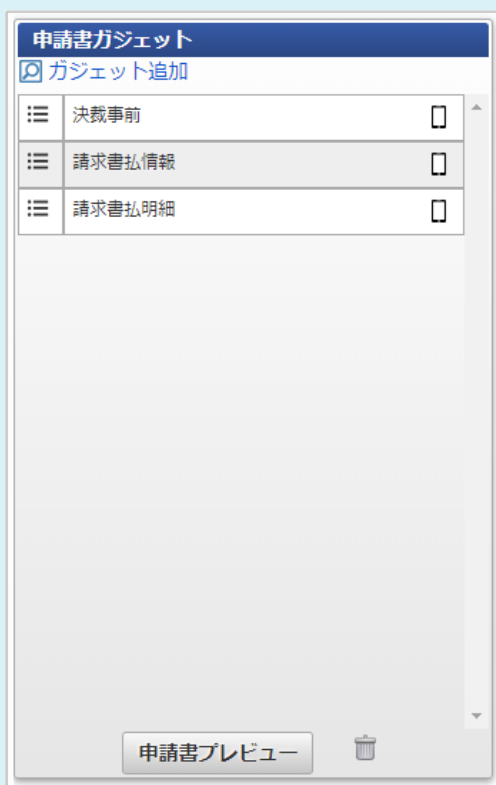 申請書ガジェット
ガジェット追加
決裁事前
請求書払情報
請求書払明細
申請書プレビュー